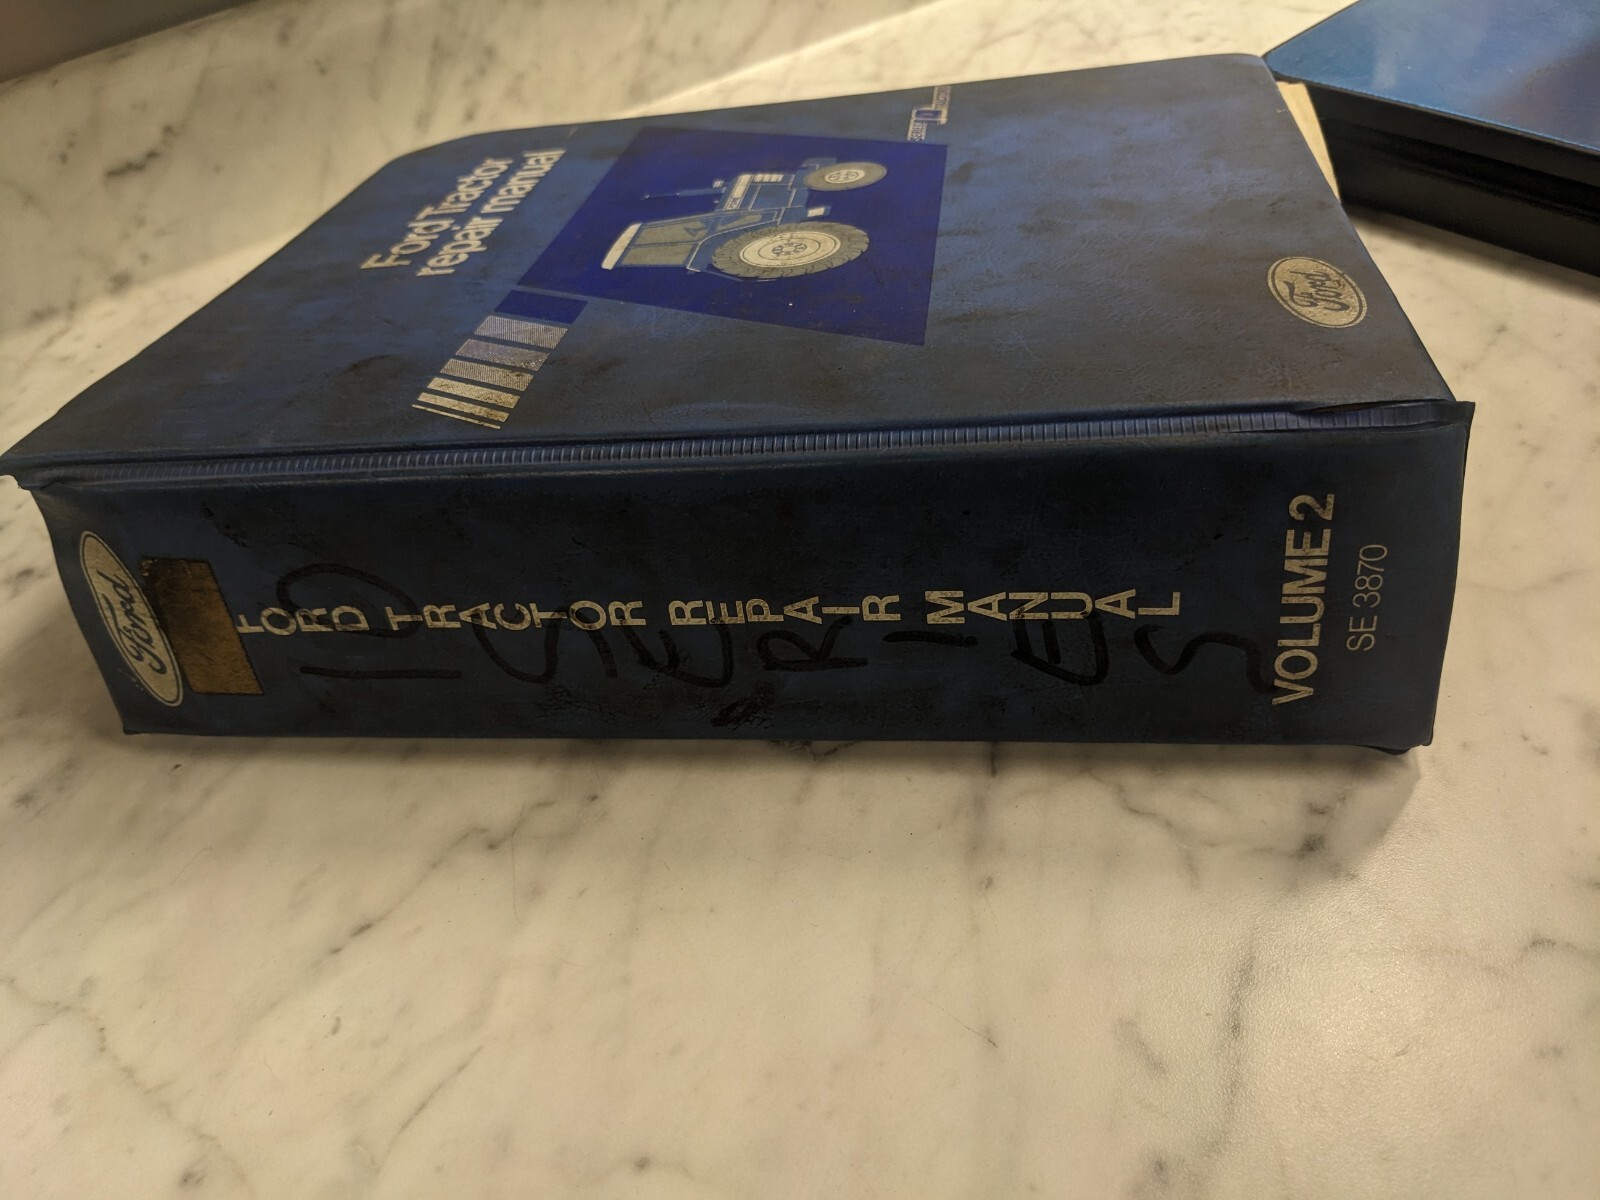 Ford Tractor
repair manual
Ford
Ford
FORD TRACTOR REPAIR MANUAL
10 SERIES
VOLUME 2
SE 3870